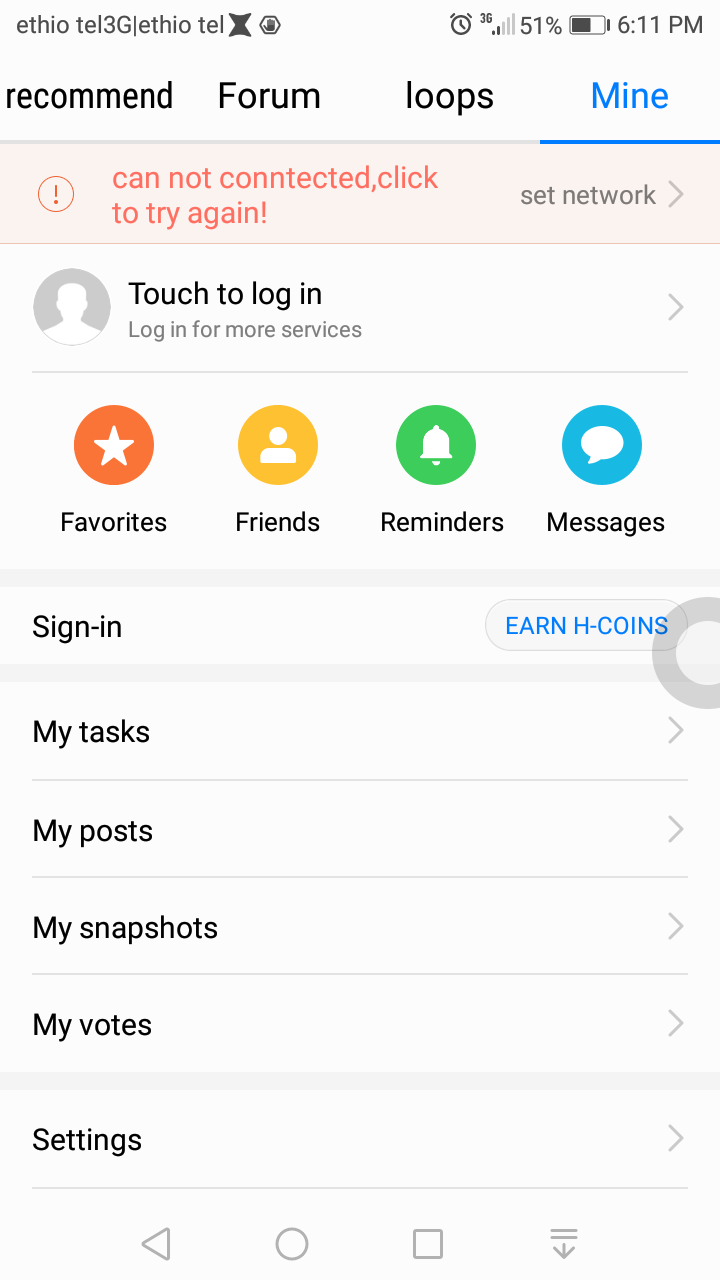 ethio tel3G|ethio tel 3G 51% 6:11 PM
recommend Forum loops Mine
can not conntected,click
to try again!
set network
Touch to log in
Log in for more services
Favorites Friends Reminders Messages
Sign-in EARN H-COINS
My tasks
My posts
My snapshots
My votes
Settings